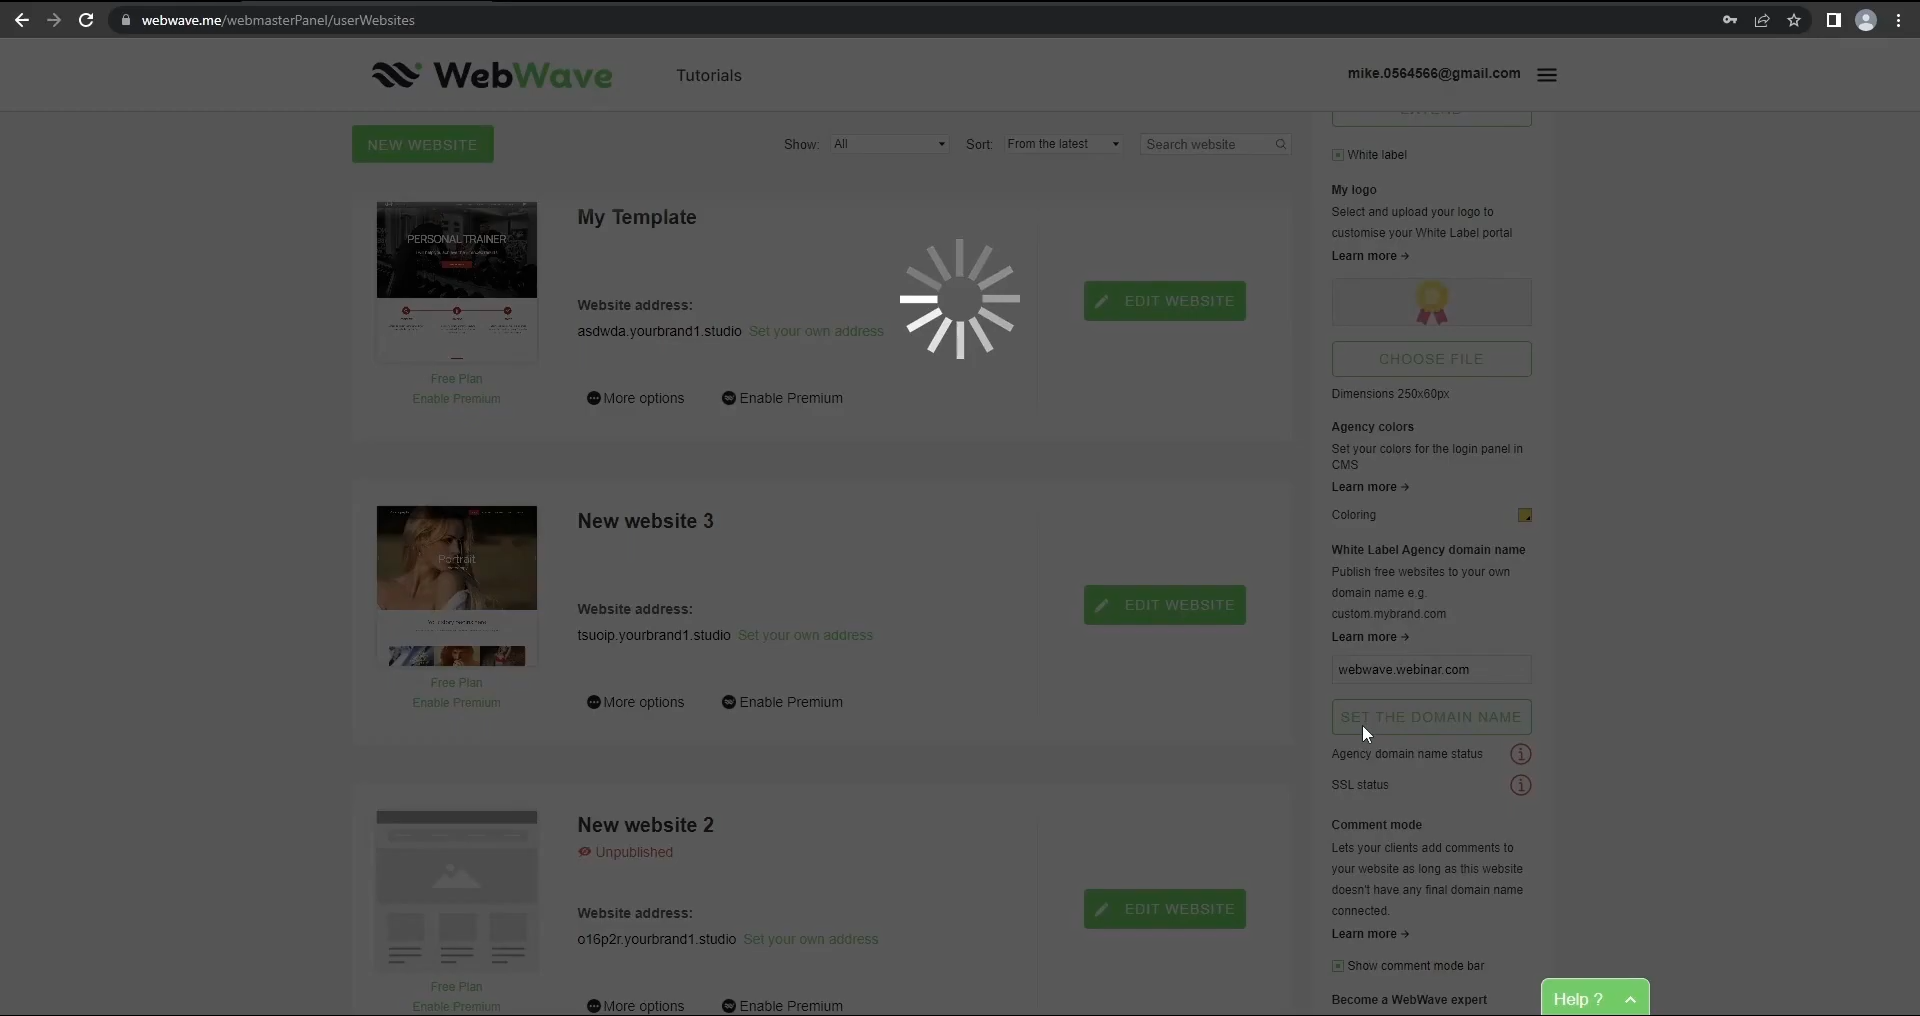 webwave.me/webmasterPanel/userWebsites
WebWave
Tutorials
mike.0564566@gmail.com
NEW WEBSITE
Show:
All
Sort:
From the latest
Search website
My Template
PERSONAL TRAINER
Website address:
asdwda.yourbrand1.studio Set your own address
Free Plan
Enable Premium
More options
Enable Premium
EDIT WEBSITE
New website 3
Portrait
Website address:
tsuoip.yourbrand1.studio Set your own address
Free Plan
Enable Premium
More options
Enable Premium
EDIT WEBSITE
New website 2
Unpublished
Website address:
o16p2r.yourbrand1.studio Set your own address
Free Plan
Enable Premium
More options
Enable Premium
EDIT WEBSITE
White label
My logo
Select and upload your logo to
customise your White Label portal
Learn more →
CHOOSE FILE
Dimensions 250x60px
Agency colors
Set your colors for the login panel in
CMS
Learn more →
Coloring
White Label Agency domain name
Publish free websites to your own
domain name e.g.
custom.mybrand.com
Learn more →
webwave.webinar.com
SET THE DOMAIN NAME
Agency domain name status
SSL status
Comment mode
Lets your clients add comments to
your website as long as this website
doesn't have any final domain name
connected.
Learn more →
Show comment mode bar
Become a WebWave expert
Help ?